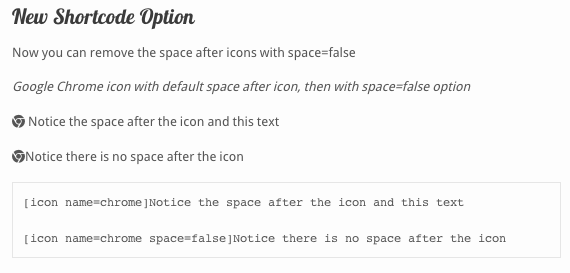 New Shortcode Option
Now you can remove the space after icons with space=false
Google Chrome icon with default space after icon, then with space=false option
Notice the space after the icon and this text
Notice there is no space after the icon
[icon name=chrome]Notice the space after the icon and this text
[icon name=chrome space=false]Notice there is no space after the icon